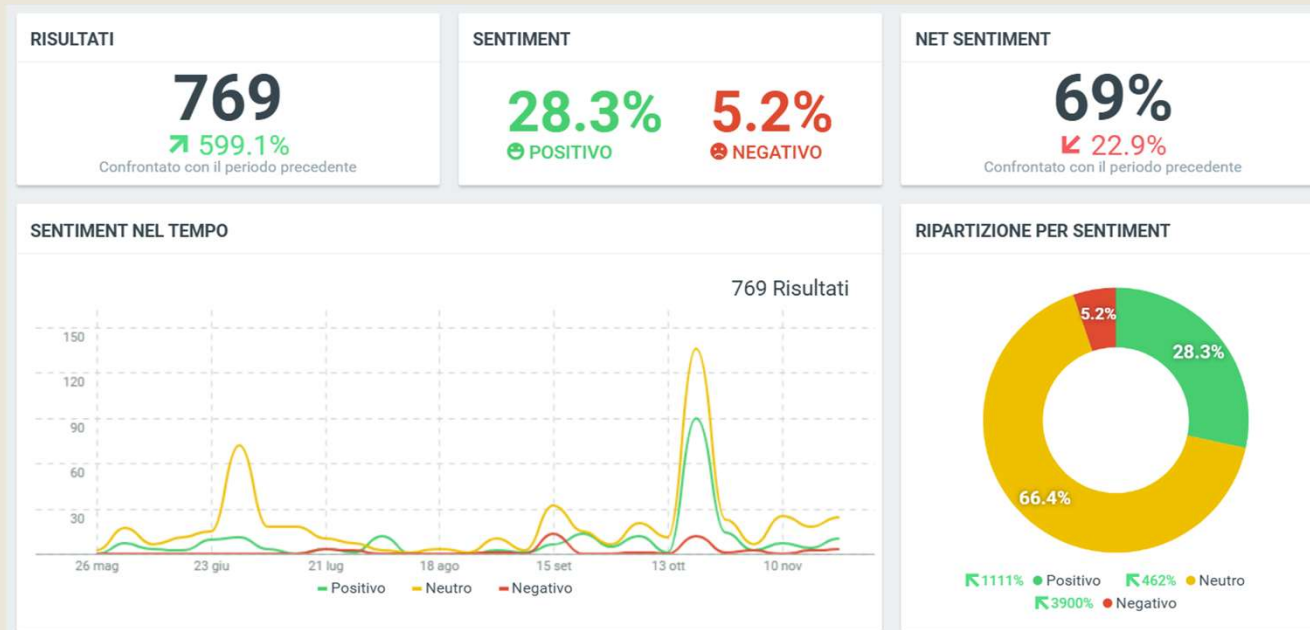 RISULTATI
769
599.1%
Confrontato con il periodo precedente
SENTIMENT
28.3% 5.2%
POSITIVO NEGATIVO
NET SENTIMENT
69%
22.9%
Confrontato con il periodo precedente
SENTIMENT NEL TEMPO
769 Risultati
150
120
90
60
30
26 mag 23 giu 21 lug 18 ago 15 set 13 ott 10 nov
Positivo Neutro Negativo
RIPARTIZIONE PER SENTIMENT
5.2%
28.3%
66.4%
1111% Positivo 462% Neutro
3900% Negativo